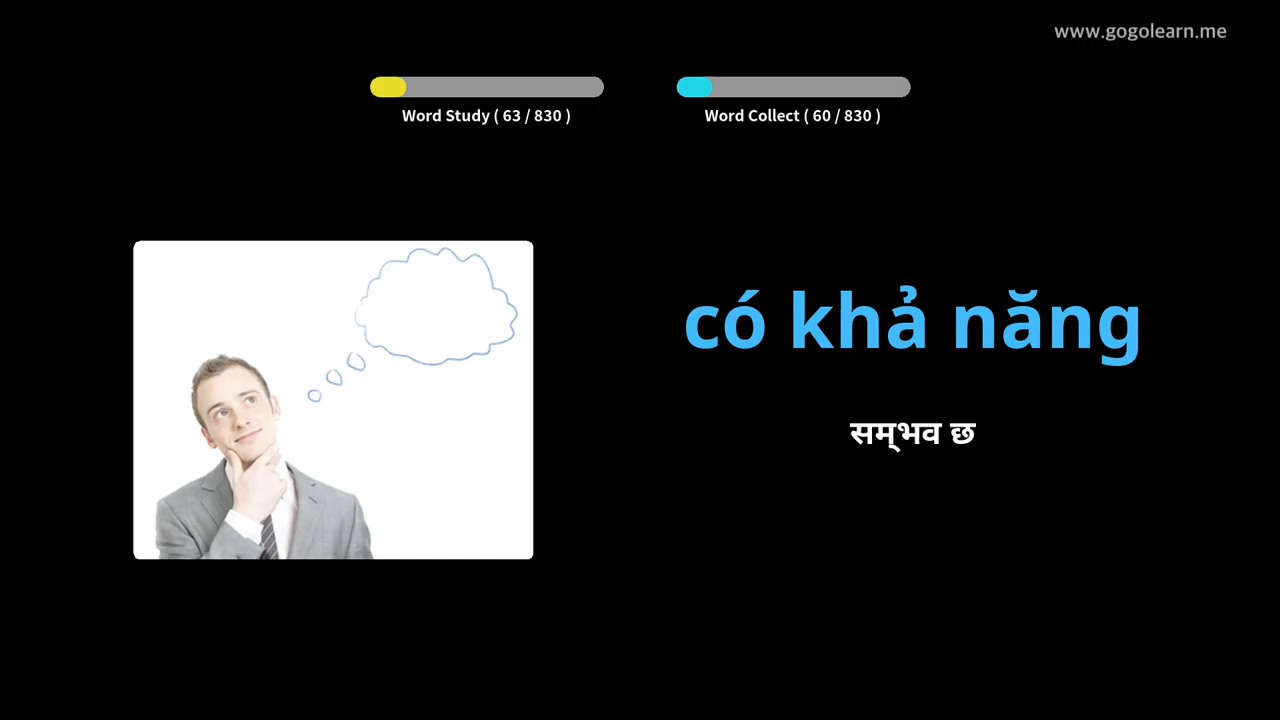 www.gogolearn.me
Word Study ( 63 / 830 )
Word Collect ( 60 / 830 )
có khả năng
सम्‌भव छ